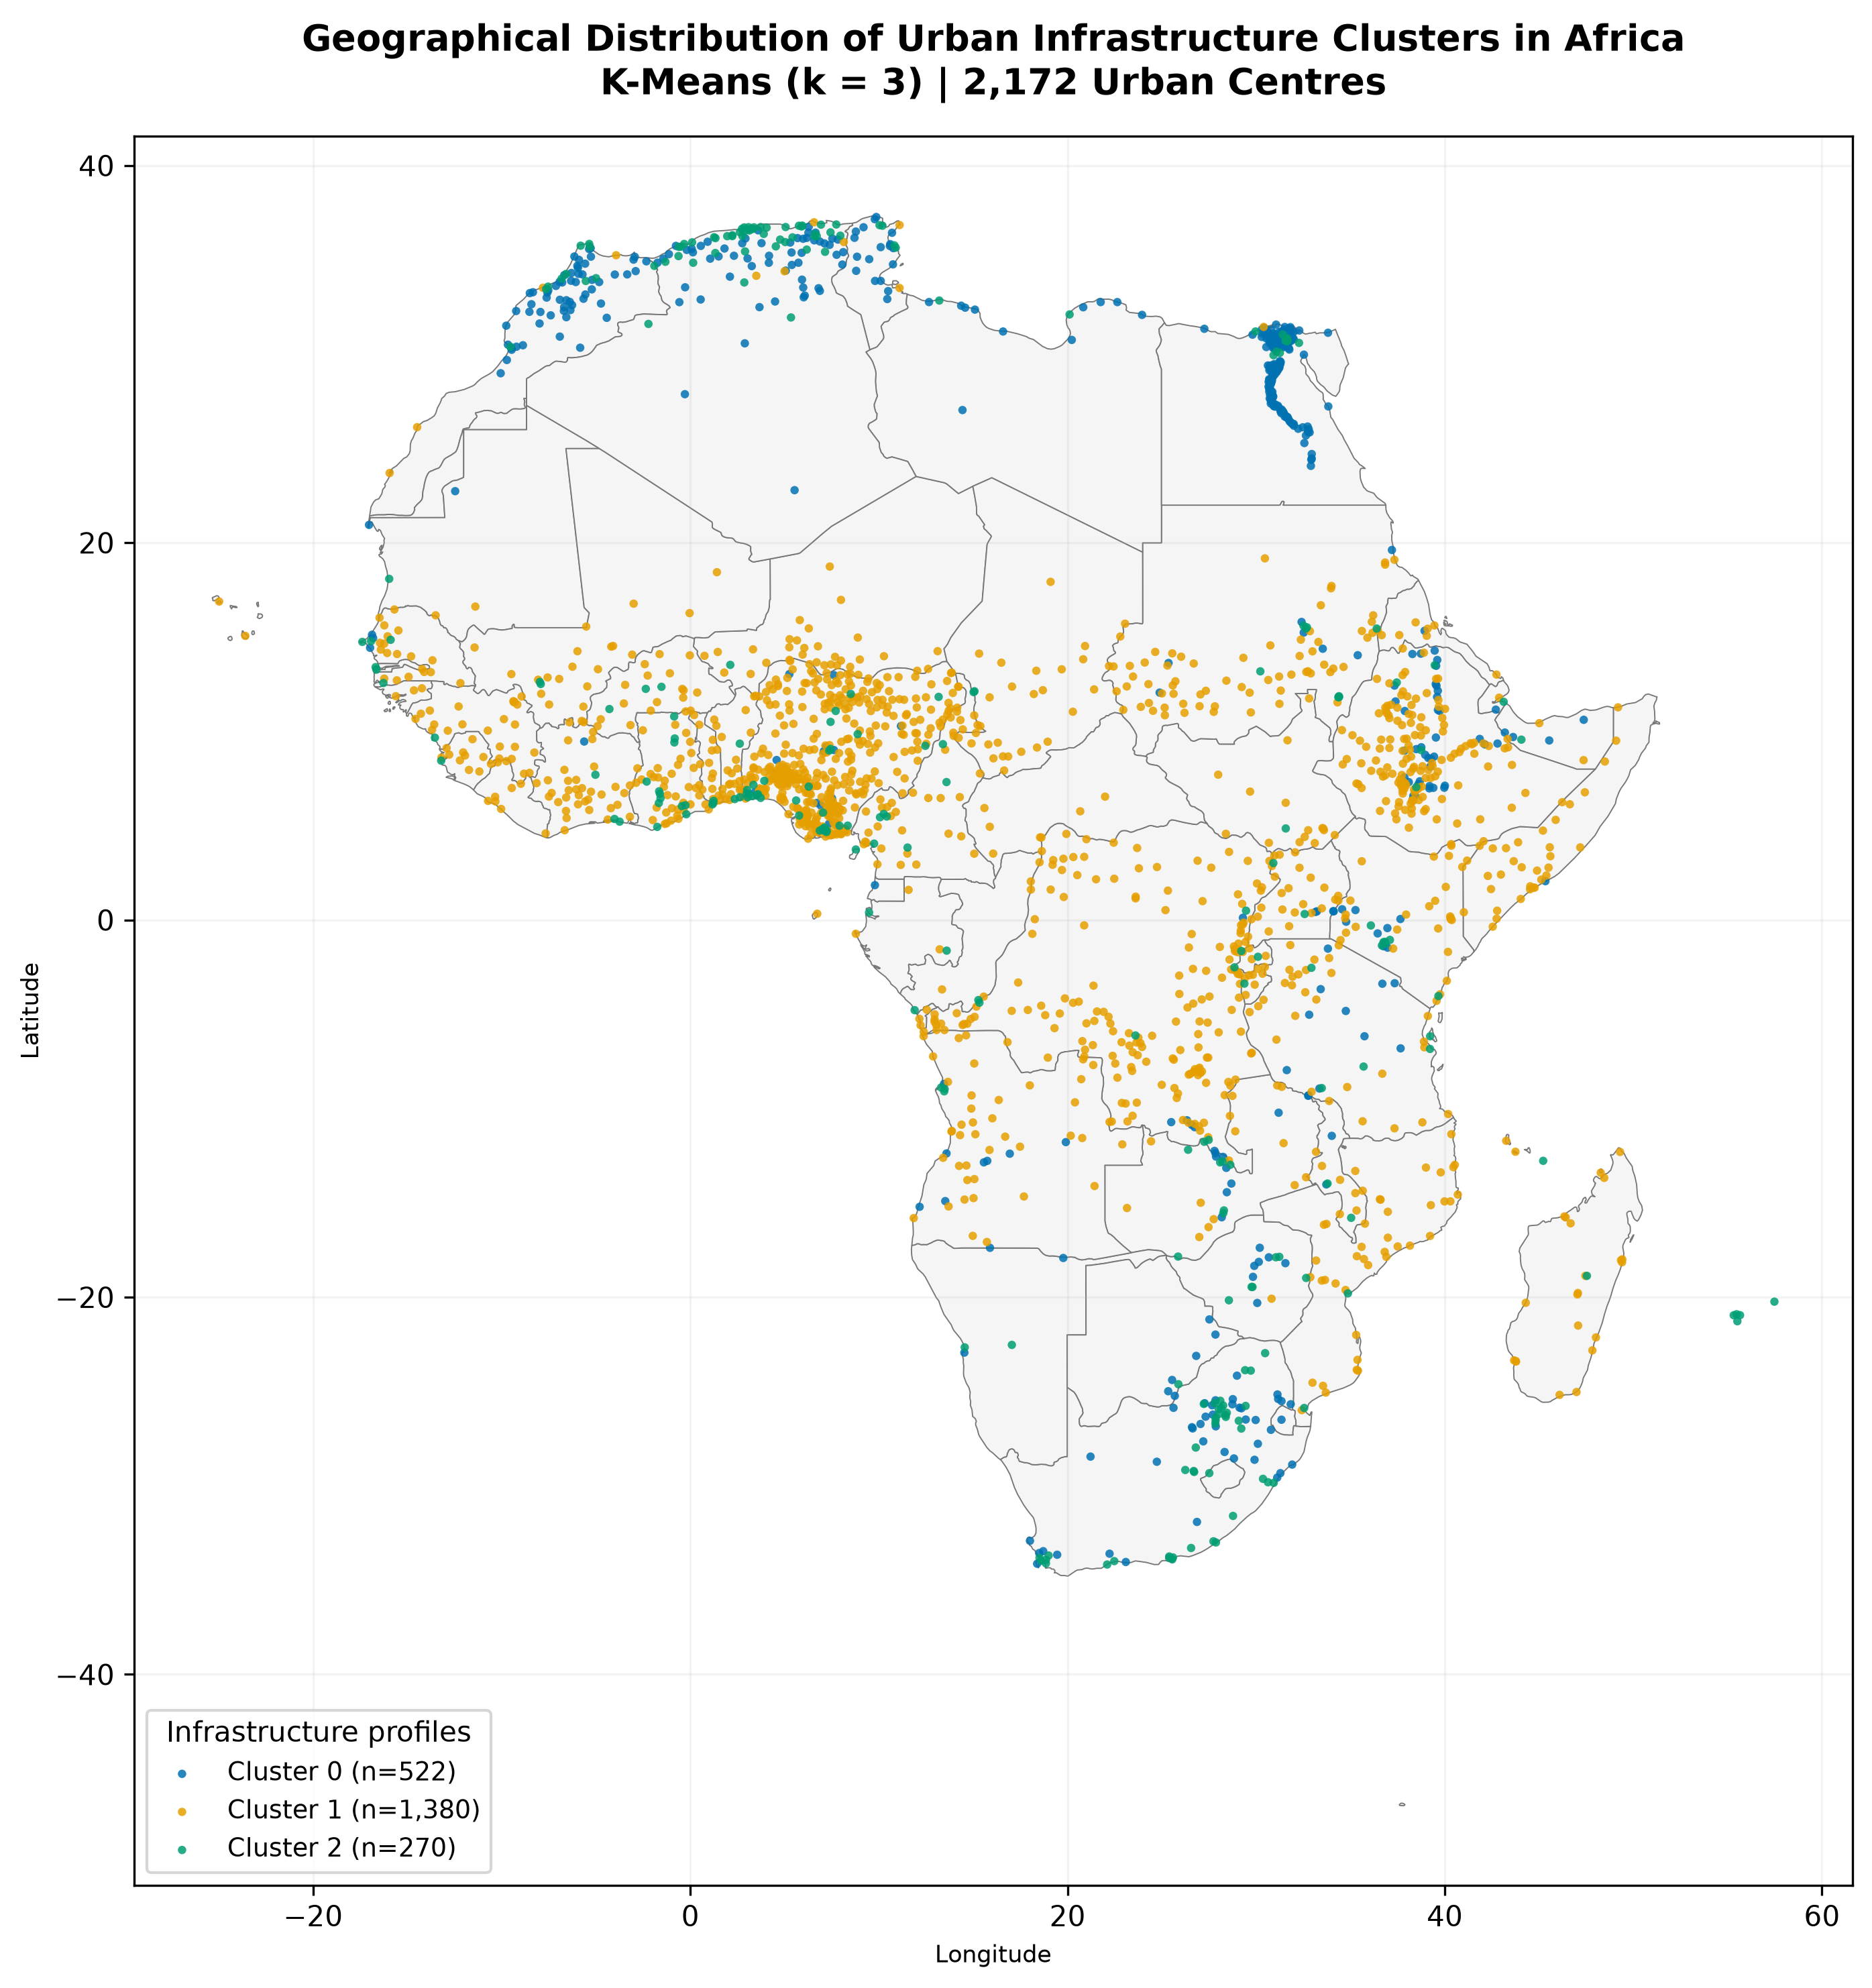 Geographical Distribution of Urban Infrastructure Clusters in Africa
K-Means (k = 3) | 2,172 Urban Centres
40
20
0
−20
−40
Latitude
Infrastructure profiles
Cluster 0 (n=522)
Cluster 1 (n=1,380)
Cluster 2 (n=270)
−20
0
20
40
60
Longitude